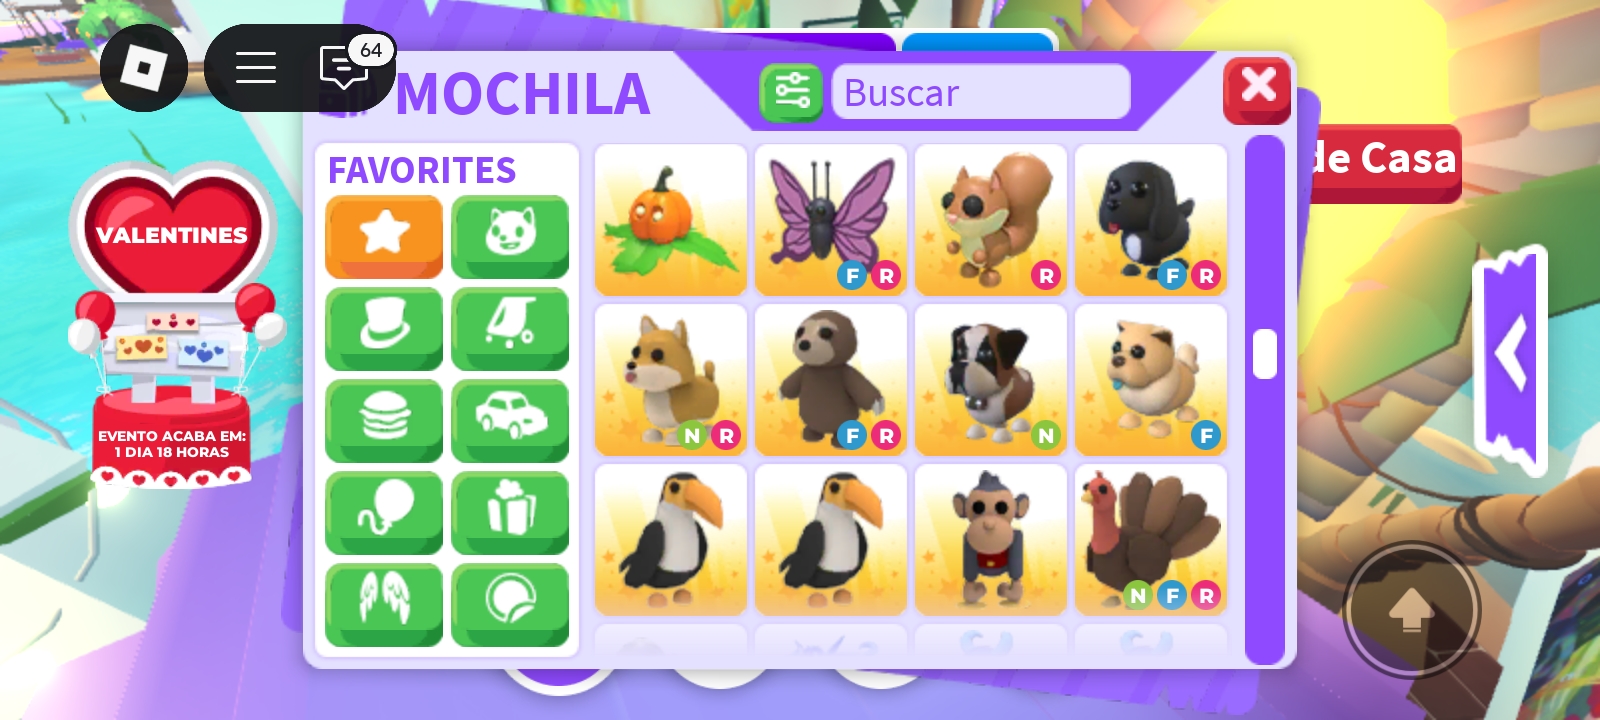 64
MOCHILA
Buscar
de Casa
FAVORITES
VALENTINES
EVENTO ACABA EM:
1 DIA 18 HORAS
F R
R
F R
N R
F R
N
F
N F R